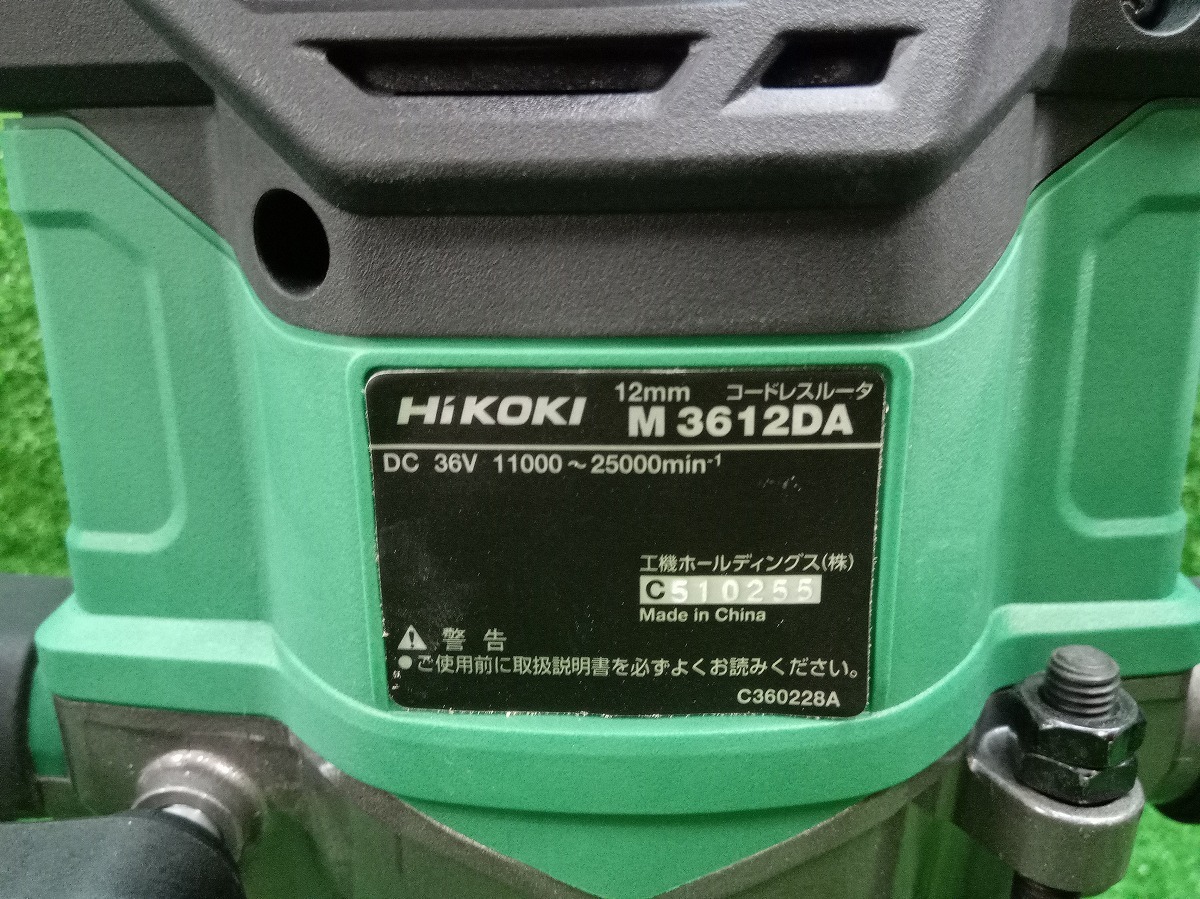 HiKOKI 12mm コードレスルータ
M 3612DA
DC 36V 11000～25000min-1
工機ホールディングス(株)
C510255
Made in China
警告
●ご使用前に取扱説明書を必ずよくお読みください。
C360228A